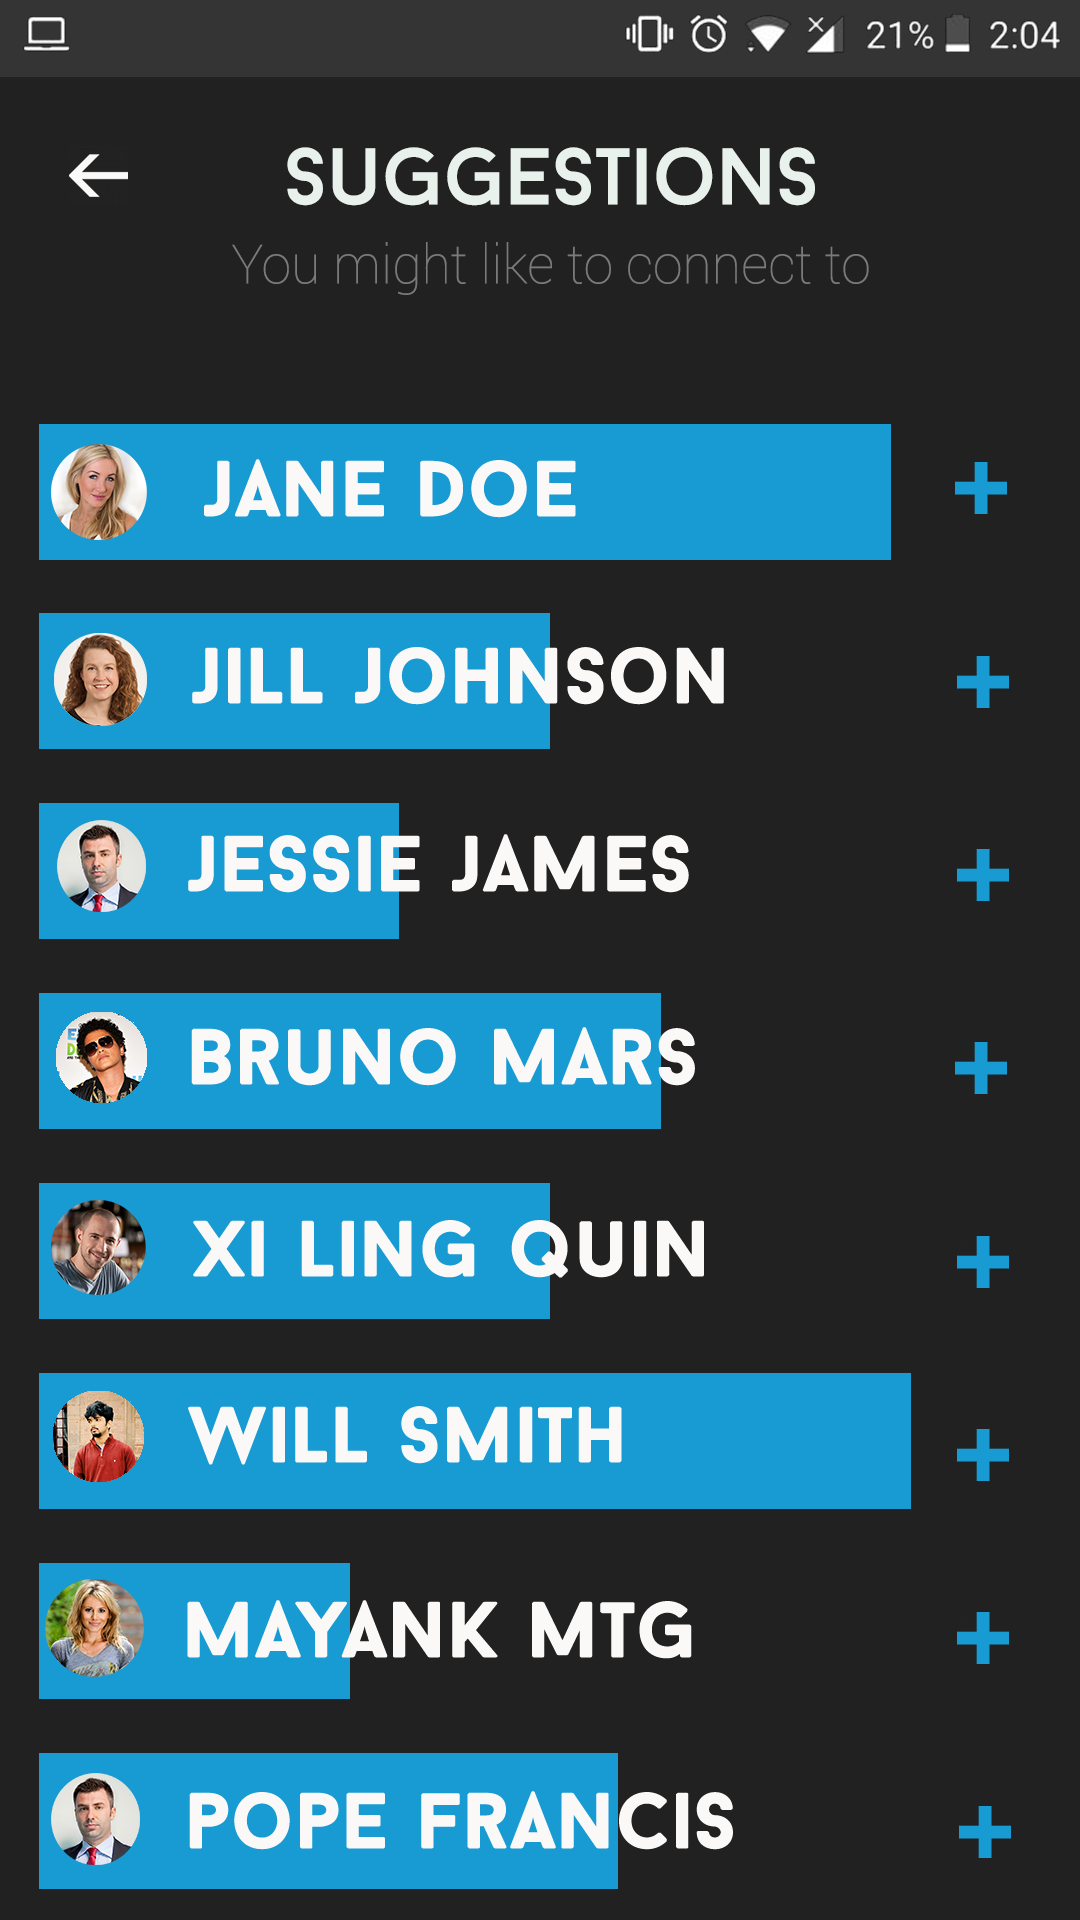 21% 2:04
SUGGESTIONS
You might like to connect to
JANE DOE
JILL JOHNSON
JESSIE JAMES
BRUNO MARS
XI LING QUIN
WILL SMITH
MAYANK MTG
POPE FRANCIS